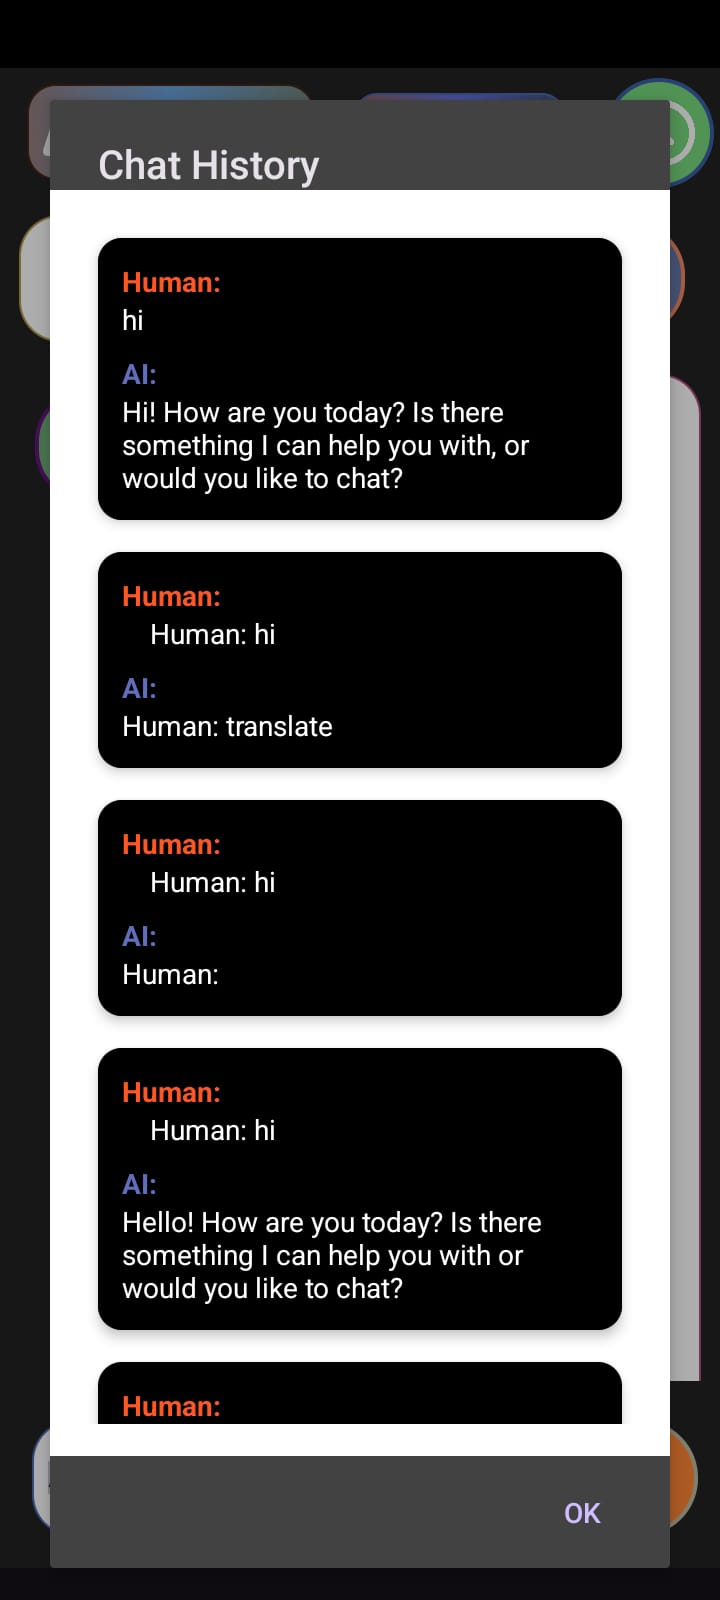 Chat History
Human:
hi
AI:
Hi! How are you today? Is there
something I can help you with, or
would you like to chat?
Human:
Human: hi
AI:
Human: translate
Human:
Human: hi
AI:
Human:
Human:
Human: hi
AI:
Hello! How are you today? Is there
something I can help you with or
would you like to chat?
Human:
OK